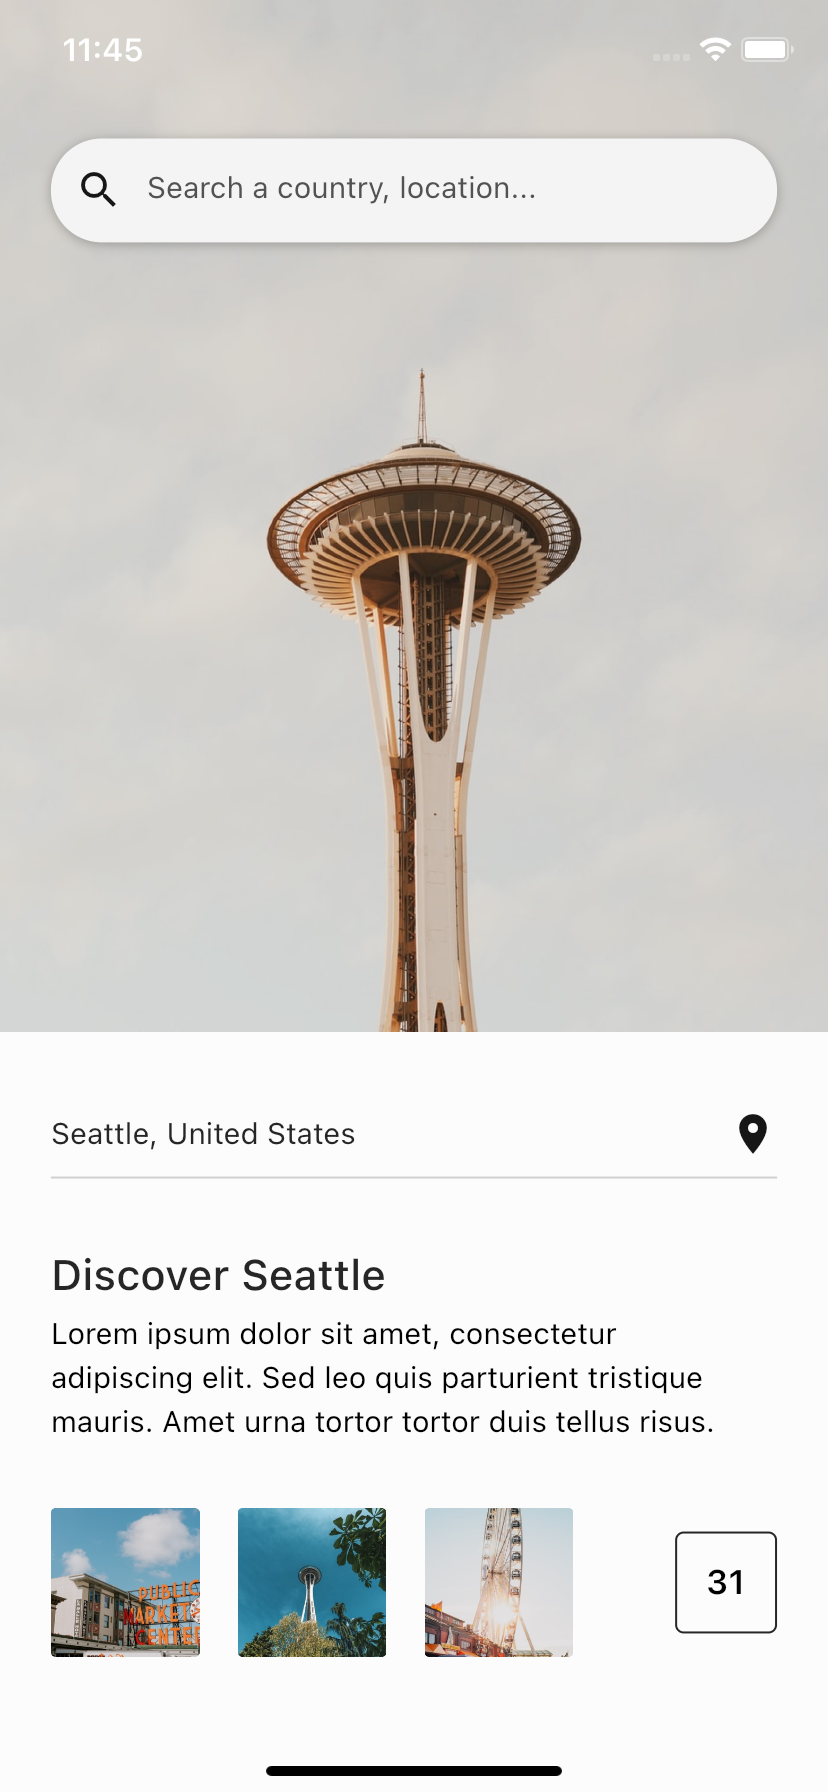 11:45
Search a country, location...
Seattle, United States
Discover Seattle
Lorem ipsum dolor sit amet, consectetur
adipiscing elit. Sed leo quis parturient tristique
mauris. Amet urna tortor tortor duis tellus risus.
PUBLIC
MARKET
CENTE
31